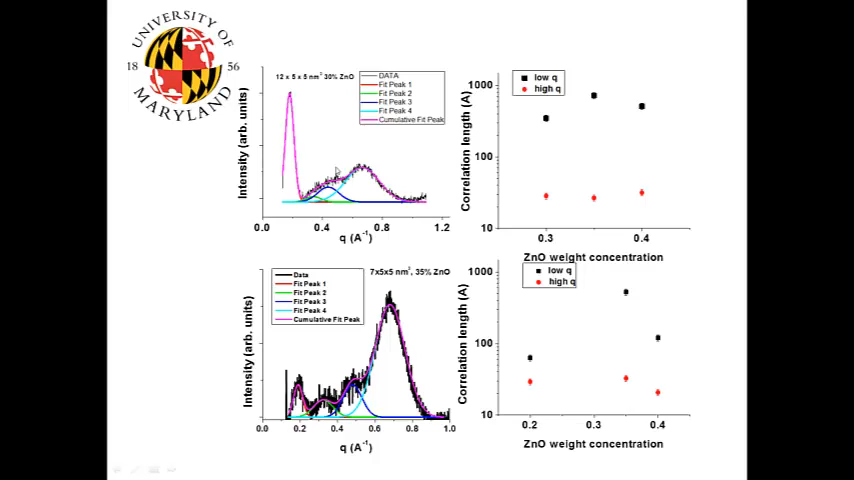 UNIVERSITY OF
18 56
MARYLAND
12 x 5 x 5 nm² 30% ZnO
DATA
Fit Peak 1
Fit Peak 2
Fit Peak 3
Fit Peak 4
Cumulative Fit Peak
Intensity (arb. units)
0.0 0.4 0.8 1.2
q (A⁻¹)
low q
high q
Correlation length (A)
1000
100
10
0.3 0.4
ZnO weight concentration
7x5x5 nm², 35% ZnO
Data
Fit Peak 1
Fit Peak 2
Fit Peak 3
Fit Peak 4
Cumulative Fit Peak
Intensity (arb. units)
0.0 0.2 0.4 0.6 0.8 1.0
q (A⁻¹)
low q
high q
Correlation length (A)
1000
100
10
0.2 0.3 0.4
ZnO weight concentration